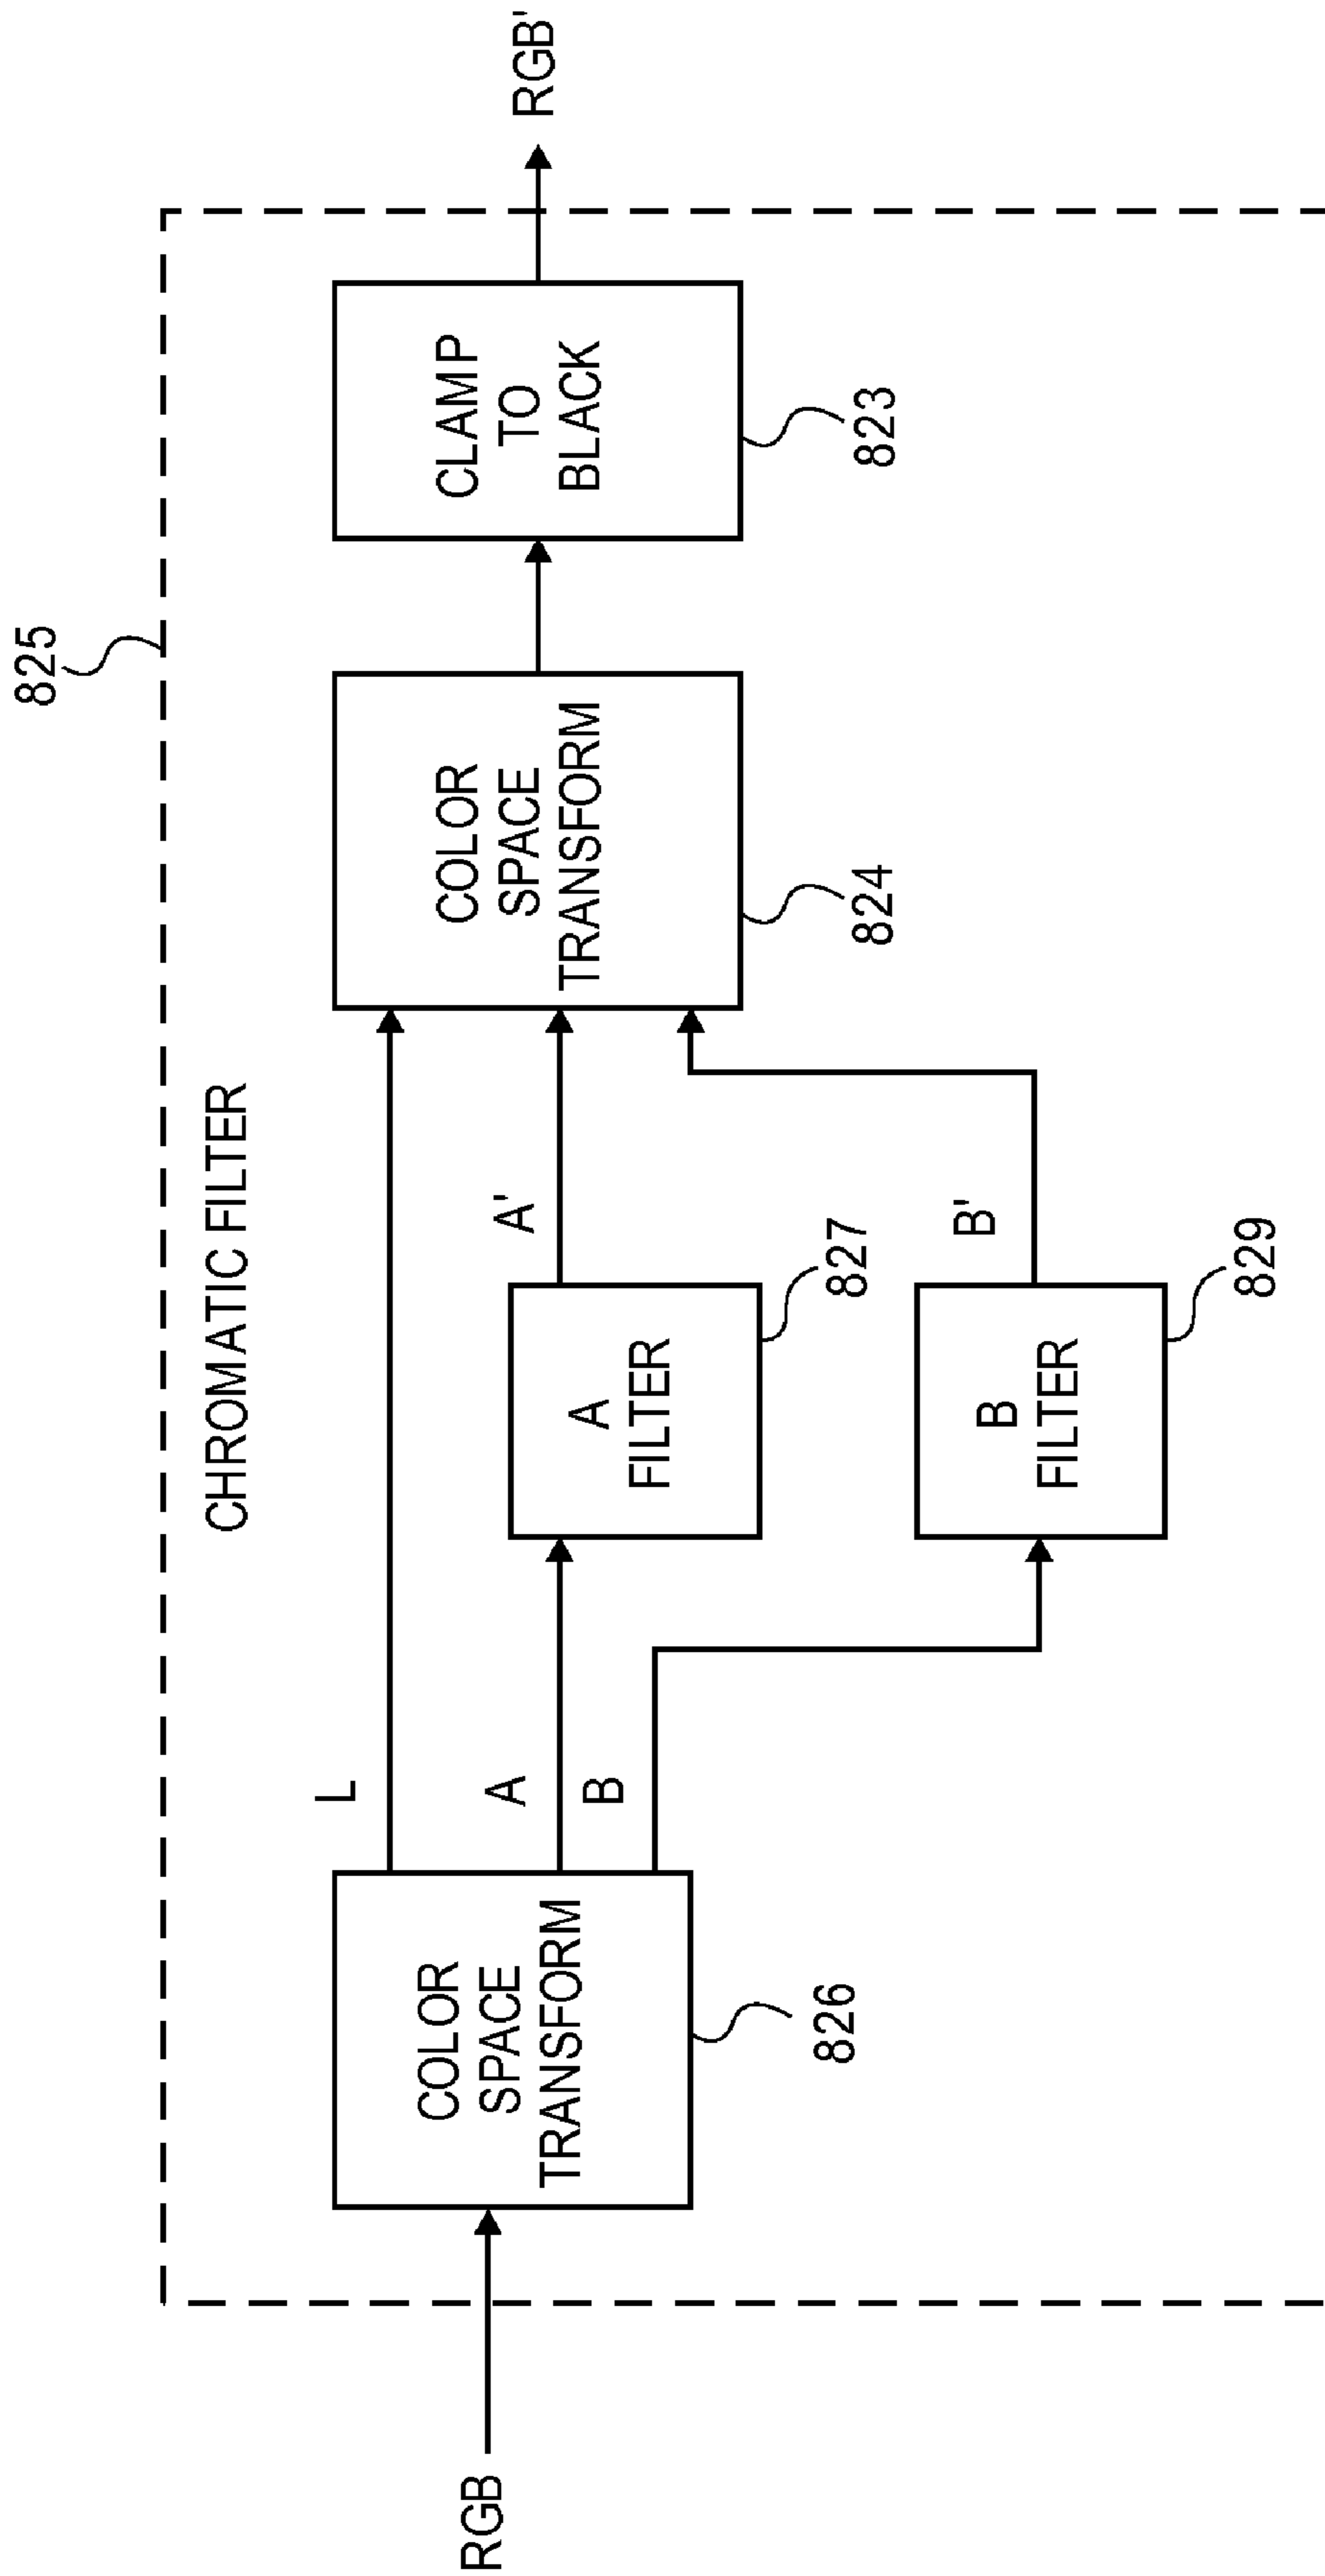 825
CHROMATIC FILTER
RGB
COLOR
SPACE
TRANSFORM
826
L
A
B
A
FILTER
827
B
FILTER
829
A'
B'
COLOR
SPACE
TRANSFORM
824
CLAMP
TO
BLACK
823
RGB'